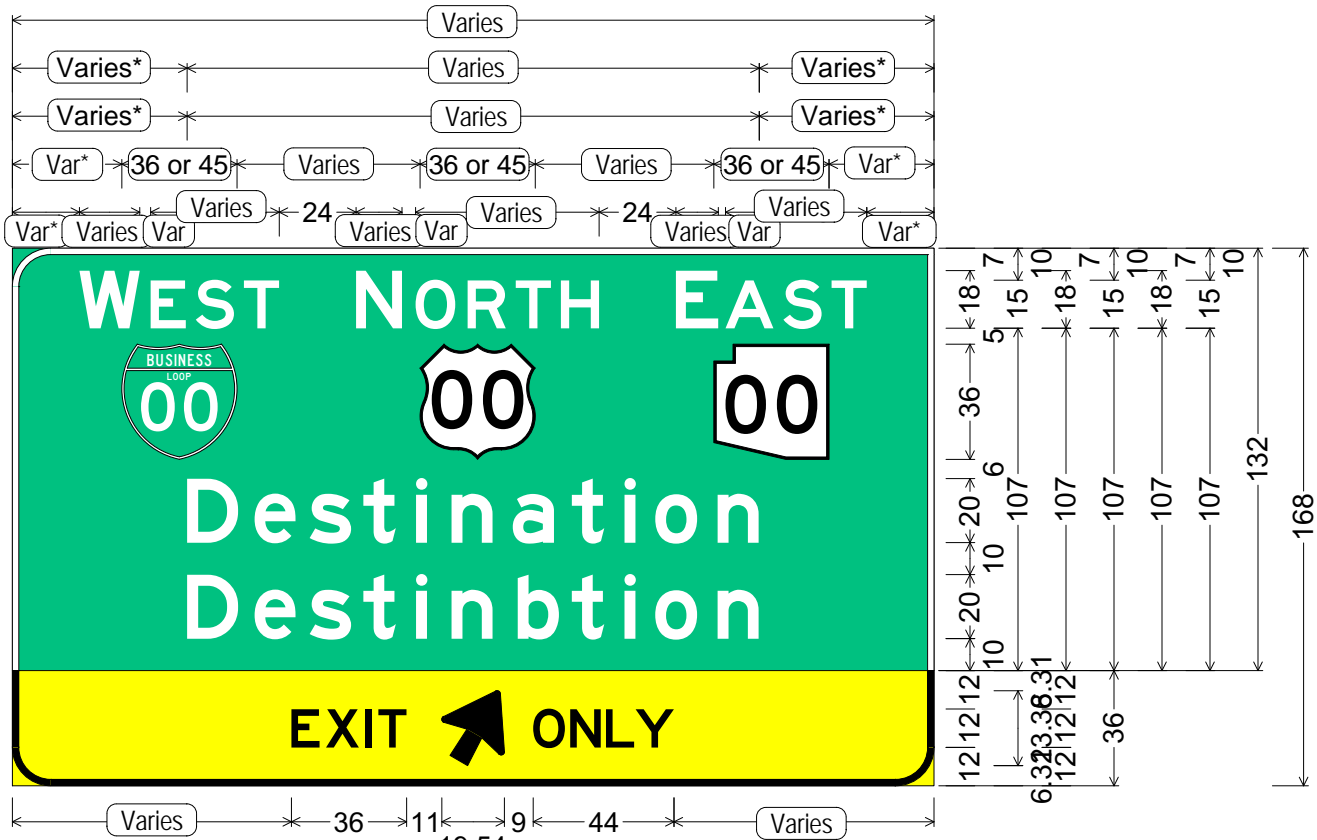 Varies
Varies* Varies Varies*
Varies* Varies Varies*
Var* 36 or 45 Varies 36 or 45 Varies 36 or 45 Var*
Varies 24 Varies 24 Varies
Var* Varies Var Varies Var Varies Var Var*
WEST NORTH EAST
BUSINESS
LOOP
00 00 00
Destination
Destinbtion
EXIT ONLY
7 10 7 10 7 10
18 15 18 15 18 15
5
36
6
20 107 107 107 107 107
10
20
10
132
168
12 6.31 12
12 12
12 6.32 12
36
Varies 36 11 9 44 Varies